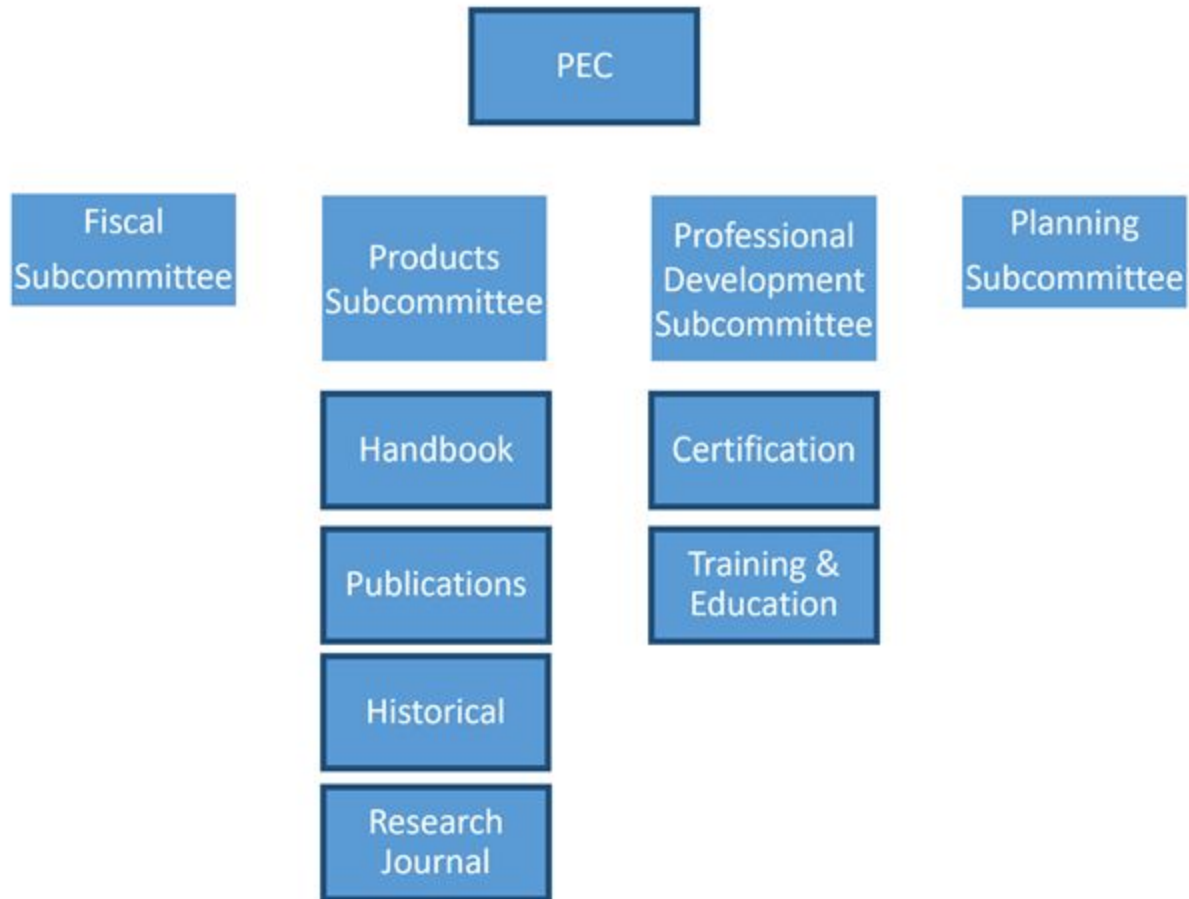 PEC
Fiscal
Subcommittee
Products
Subcommittee
Professional
Development
Subcommittee
Planning
Subcommittee
Handbook
Publications
Historical
Research
Journal
Certification
Training &
Education